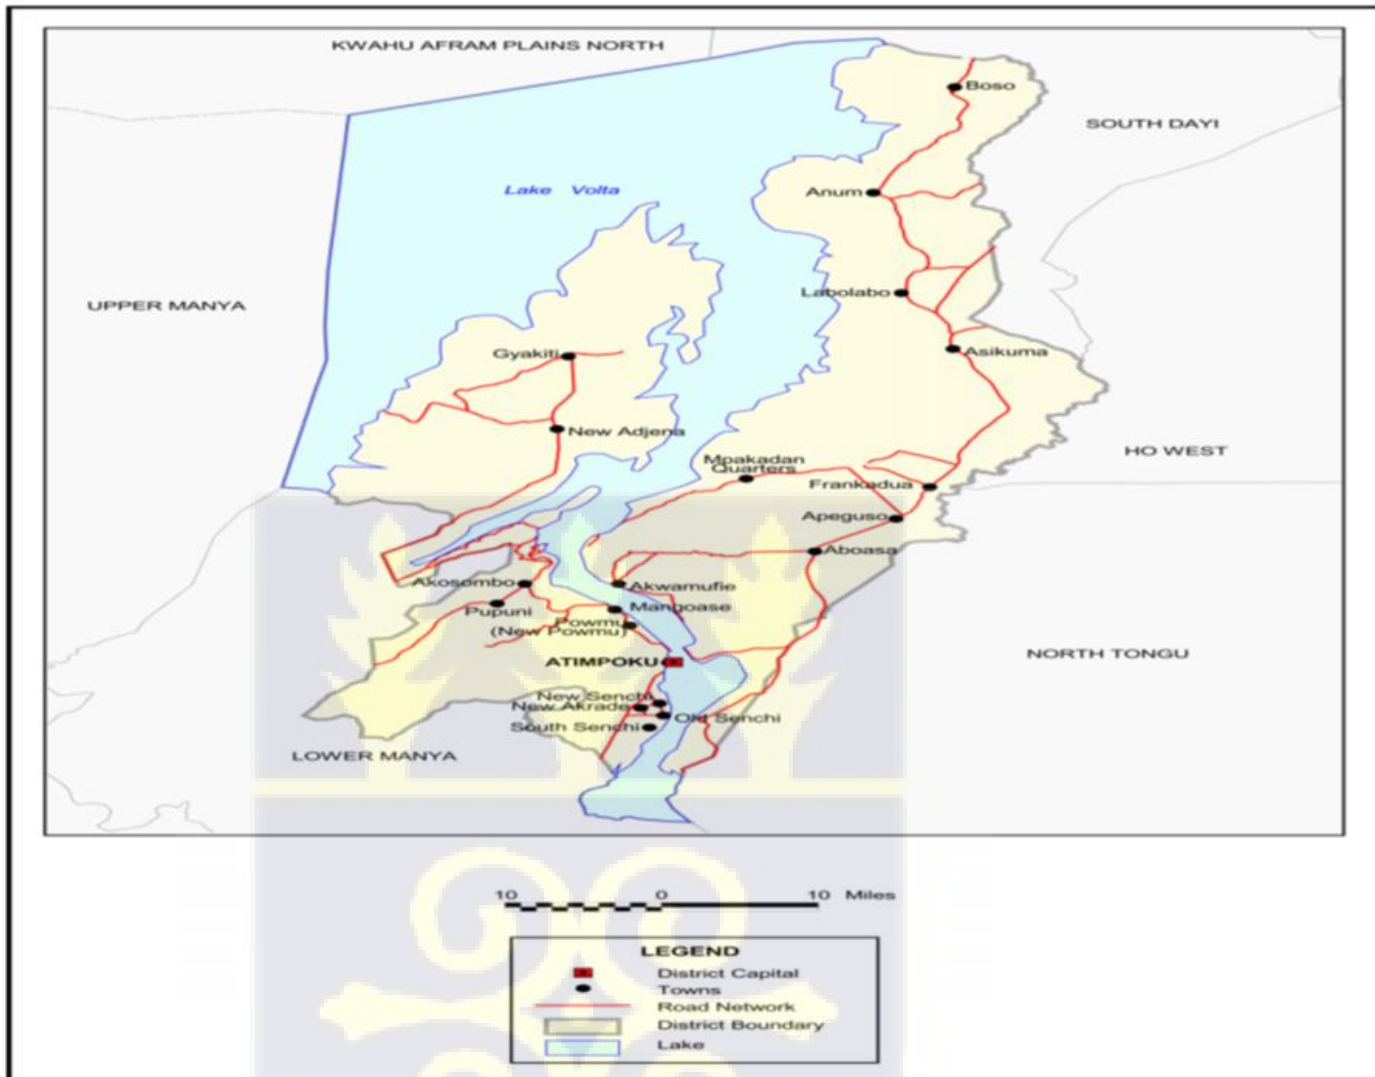 KWAHU AFRAM PLAINS NORTH
Boso
SOUTH DAYI
Lake Volta
Anum
UPPER MANYA
Labolabo
Gyakiti
Asikuma
New Adjena
HO WEST
Mpakadan
Quarters
Frankadua
Apeguso
Aboasa
Akosombo
Akwamufie
Pupuni
Mangoase
Powmu
(New Powmu)
ATIMPOKU
NORTH TONGU
New Senchi
New Akrade
Old Senchi
South Senchi
LOWER MANYA
10 0 10 Miles
LEGEND
District Capital
Towns
Road Network
District Boundary
Lake